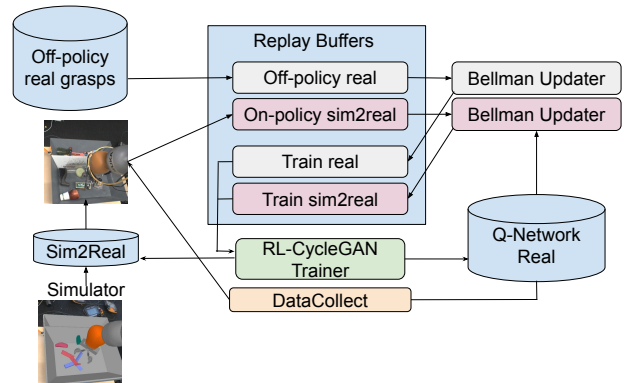 Off-policy
real grasps
Replay Buffers
Off-policy real
On-policy sim2real
Train real
Train sim2real
Bellman Updater
Bellman Updater
Sim2Real
Simulator
RL-CycleGAN
Trainer
DataCollect
Q-Network
Real